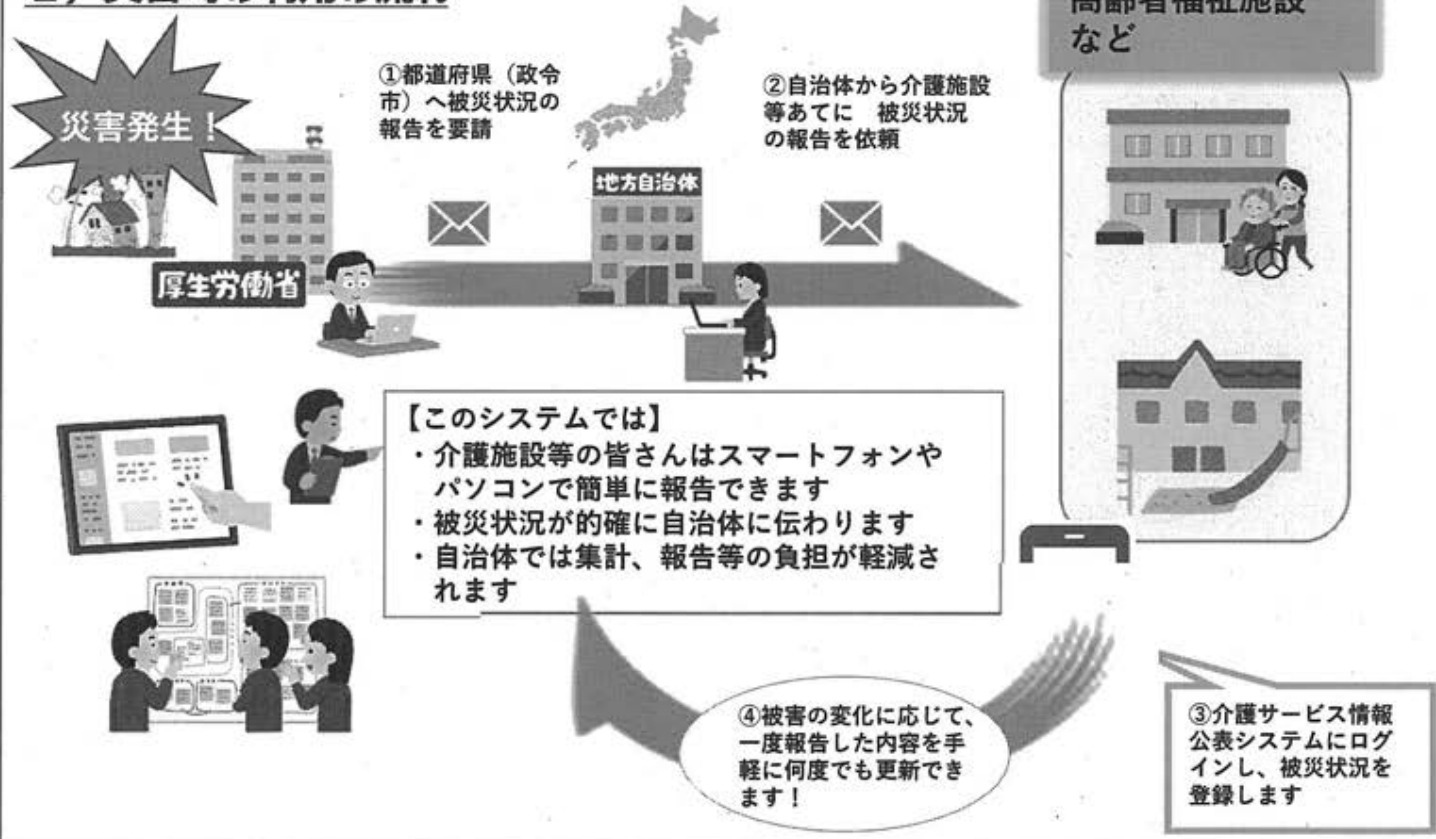 災害発生！
①都道府県（政令
市）へ被災状況の
報告を要請
②自治体から介護施設
等あてに　被災状況
の報告を依頼
高齢者福祉施設
など
地方自治体
厚生労働省
【このシステムでは】
・介護施設等の皆さんはスマートフォンや
パソコンで簡単に報告できます
・被災状況が的確に自治体に伝わります
・自治体では集計、報告等の負担が軽減さ
れます
④被害の変化に応じて、
一度報告した内容を手
軽に何度でも更新でき
ます！
③介護サービス情報
公表システムにログ
インし、被災状況を
登録します